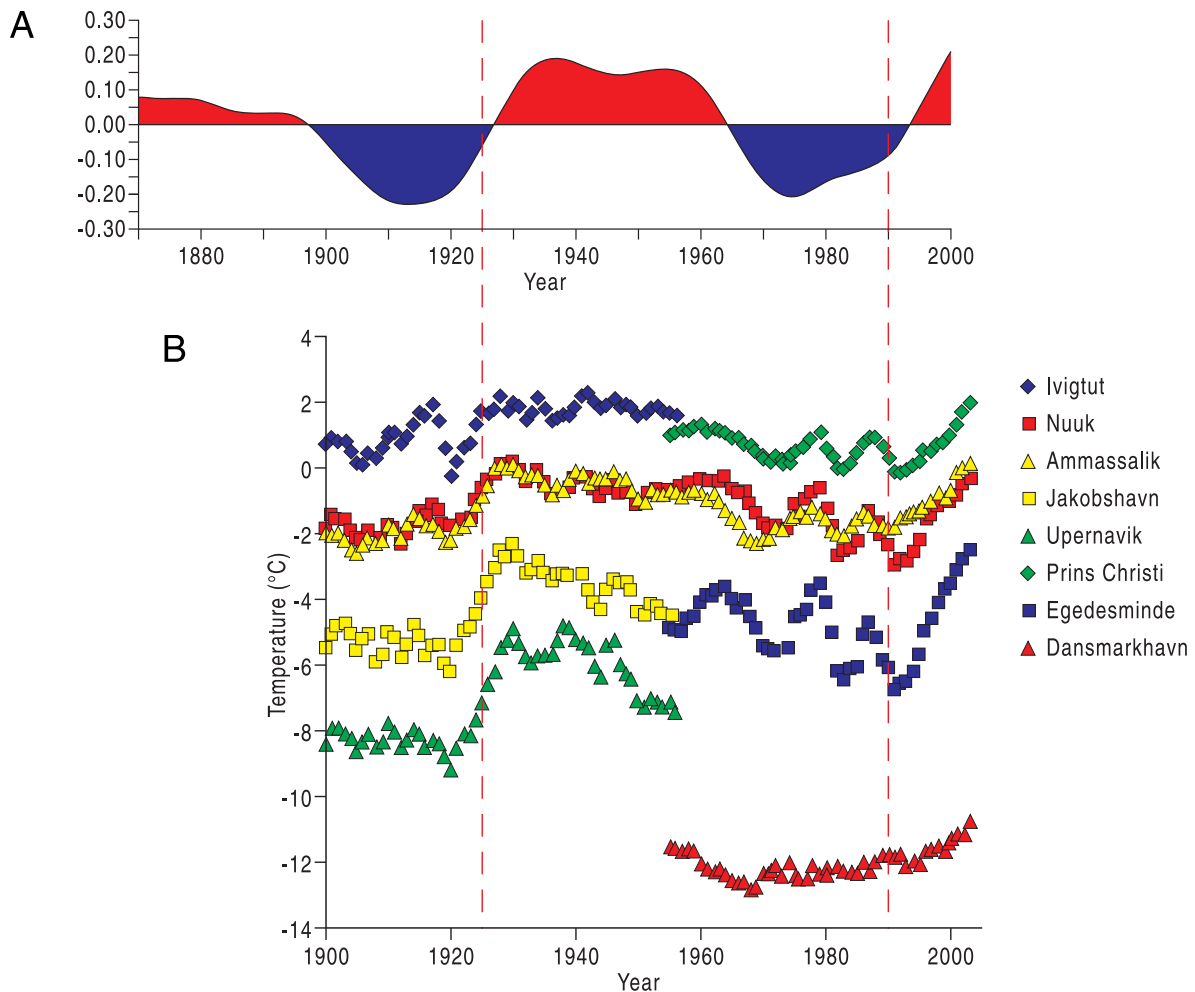 A
0.30
0.20
0.10
0.00
-0.10
-0.20
-0.30
1880 1900 1920 1940 1960 1980 2000
Year
B
4
2
0
-2
-4
-6
-8
-10
-12
-14
Temperature (°C)
1900 1920 1940 1960 1980 2000
Year
Ivigtut
Nuuk
Ammassalik
Jakobshavn
Upernavik
Prins Christi
Egedesminde
Dansmarkhavn